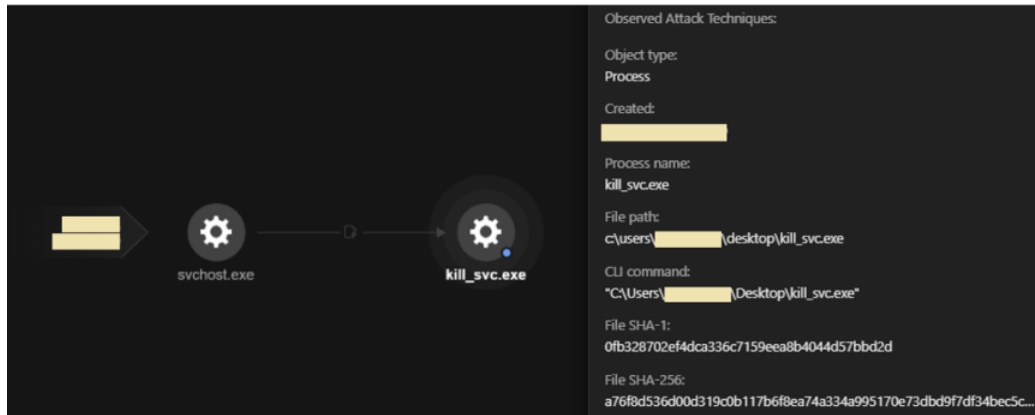 Observed Attack Techniques:
Object type:
Process
Created:
Process name:
kill_svc.exe
File path:
c:\users\ \desktop\kill_svc.exe
CLI command:
"C:\Users\ \Desktop\kill_svc.exe"
File SHA-1:
0fb328702ef4dca336c7159eea8b4044d57bbd2d
File SHA-256:
a76f8d536d00d319c0b117b6f8ea74a334a995170e73dbd9f7df34bec5c...
svchost.exe
kill_svc.exe